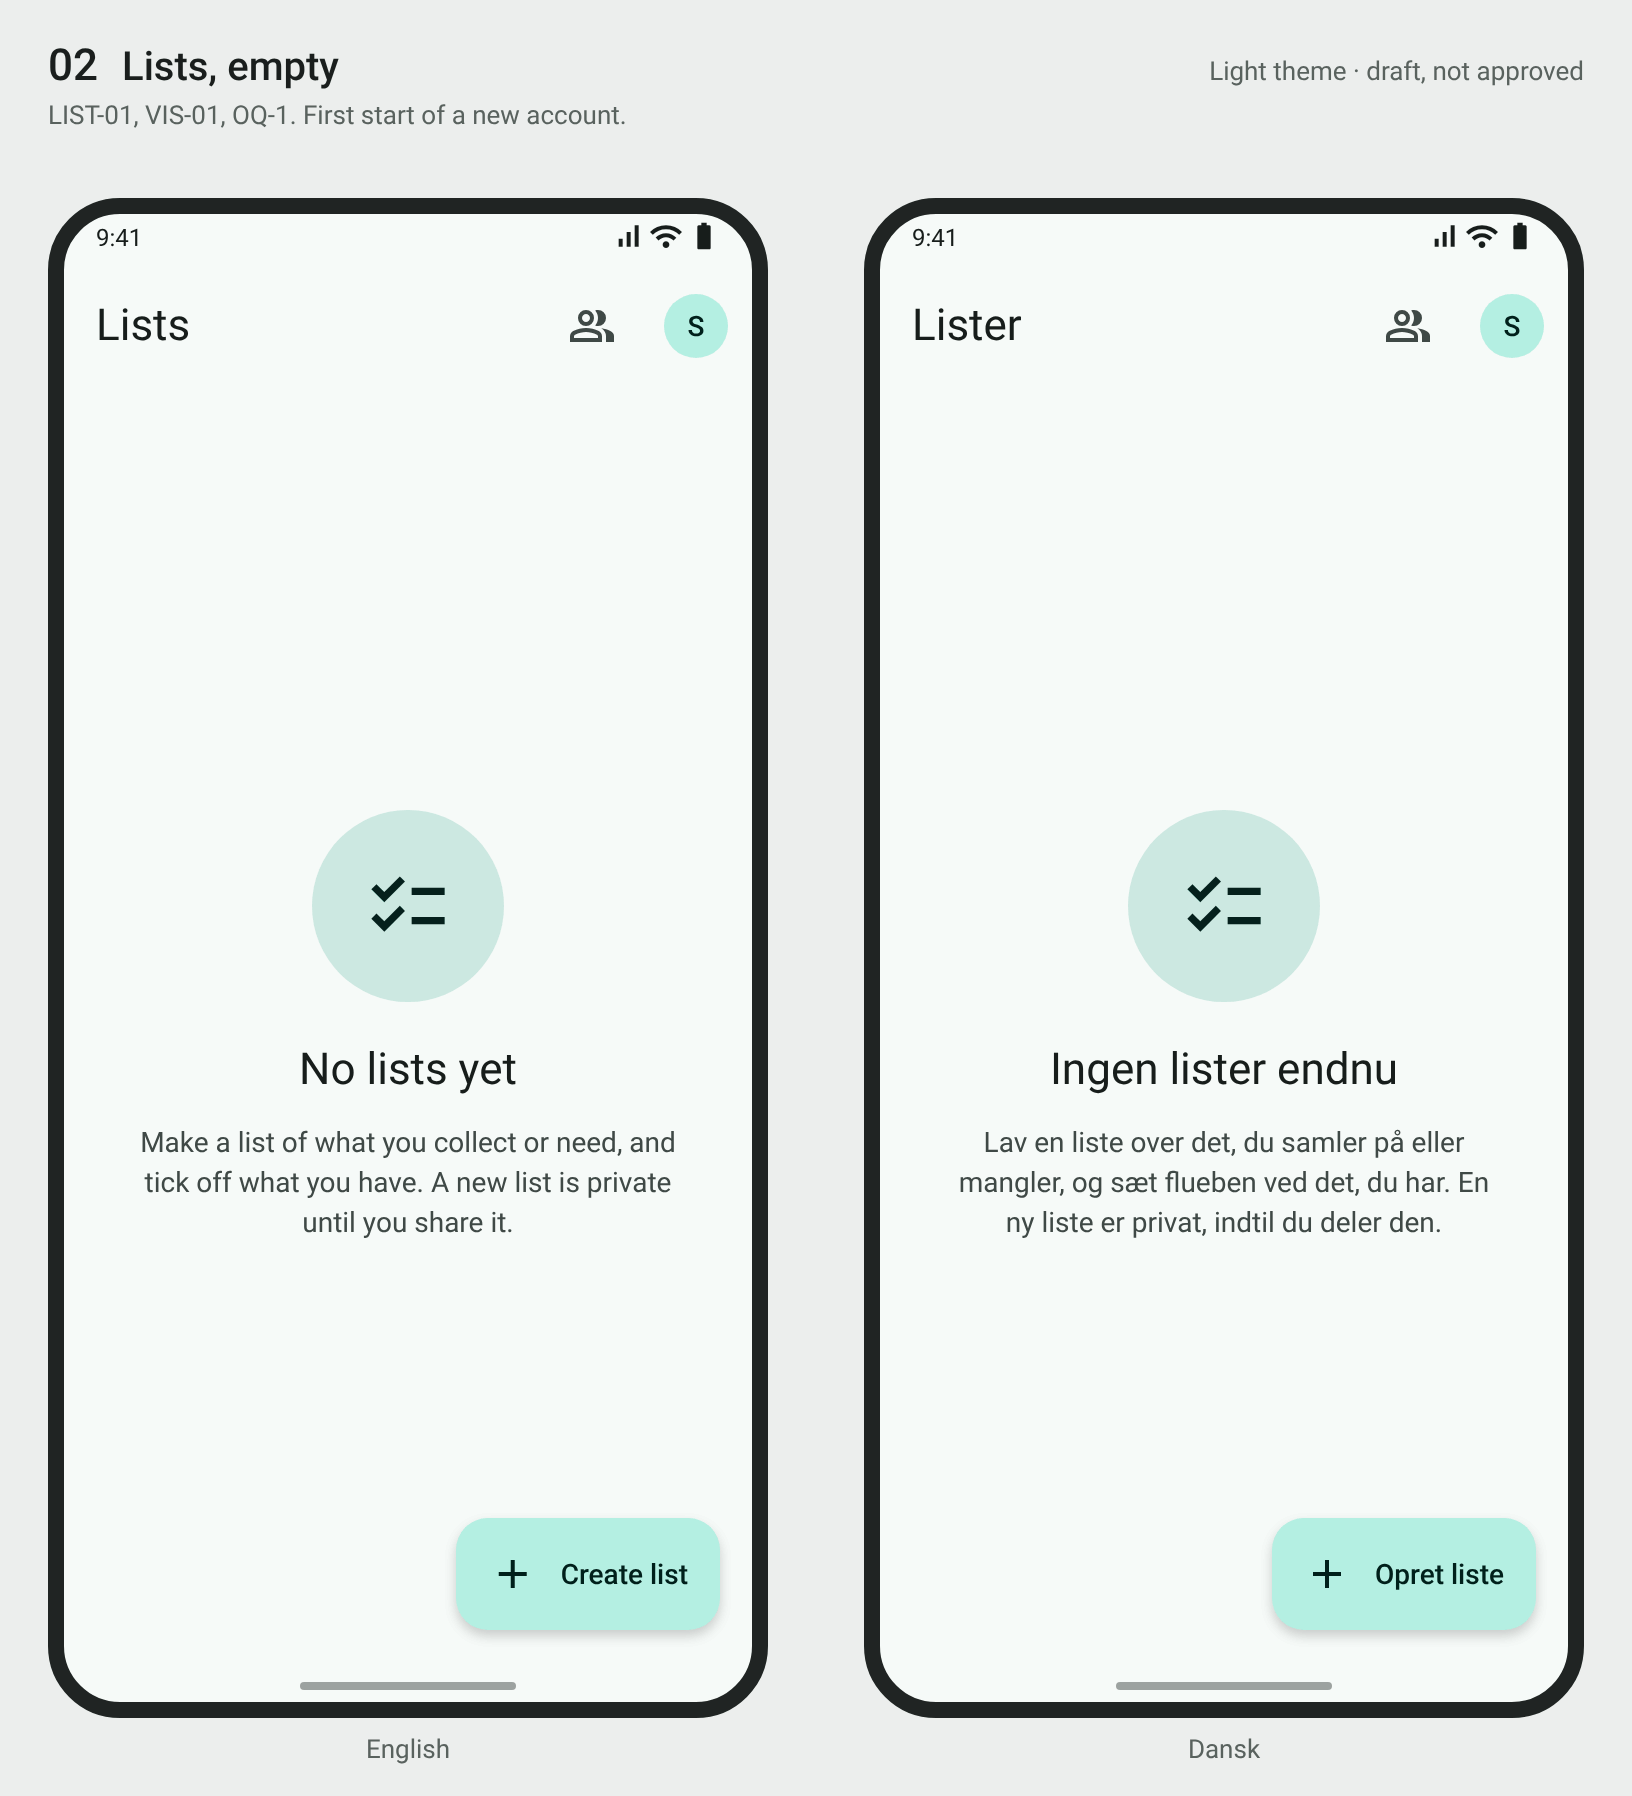 02 Lists, empty
Light theme · draft, not approved
LIST-01, VIS-01, OQ-1. First start of a new account.
9:41
Lists
S
No lists yet
Make a list of what you collect or need, and
tick off what you have. A new list is private
until you share it.
Create list
English
9:41
Lister
S
Ingen lister endnu
Lav en liste over det, du samler på eller
mangler, og sæt flueben ved det, du har. En
ny liste er privat, indtil du deler den.
Opret liste
Dansk